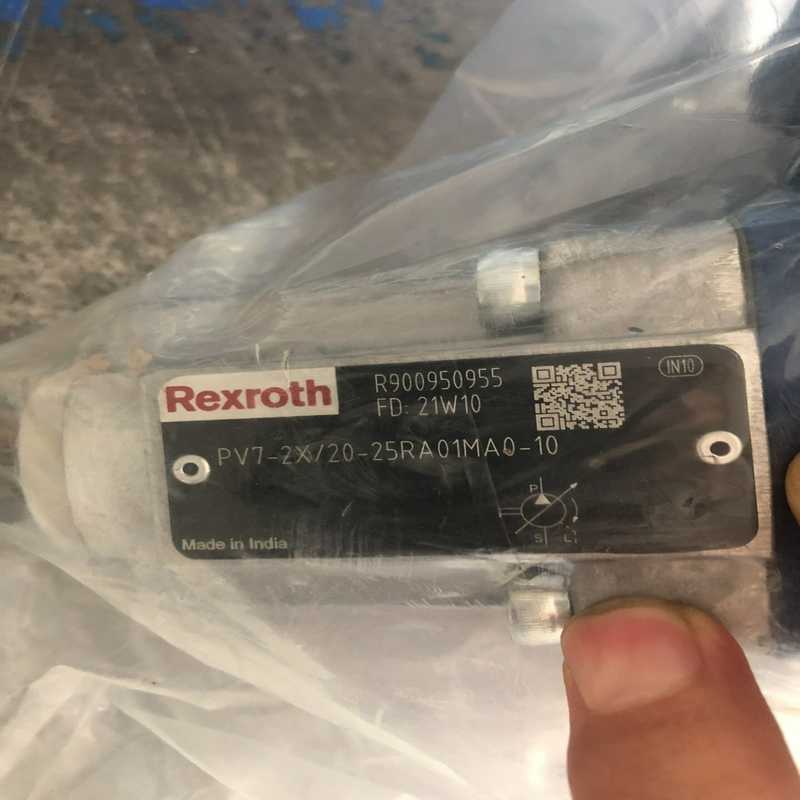 Rexroth
R900950955
FD: 21W10
IN10
PV7-2X/20-25RA01MA0-10
P
S L
Made in India